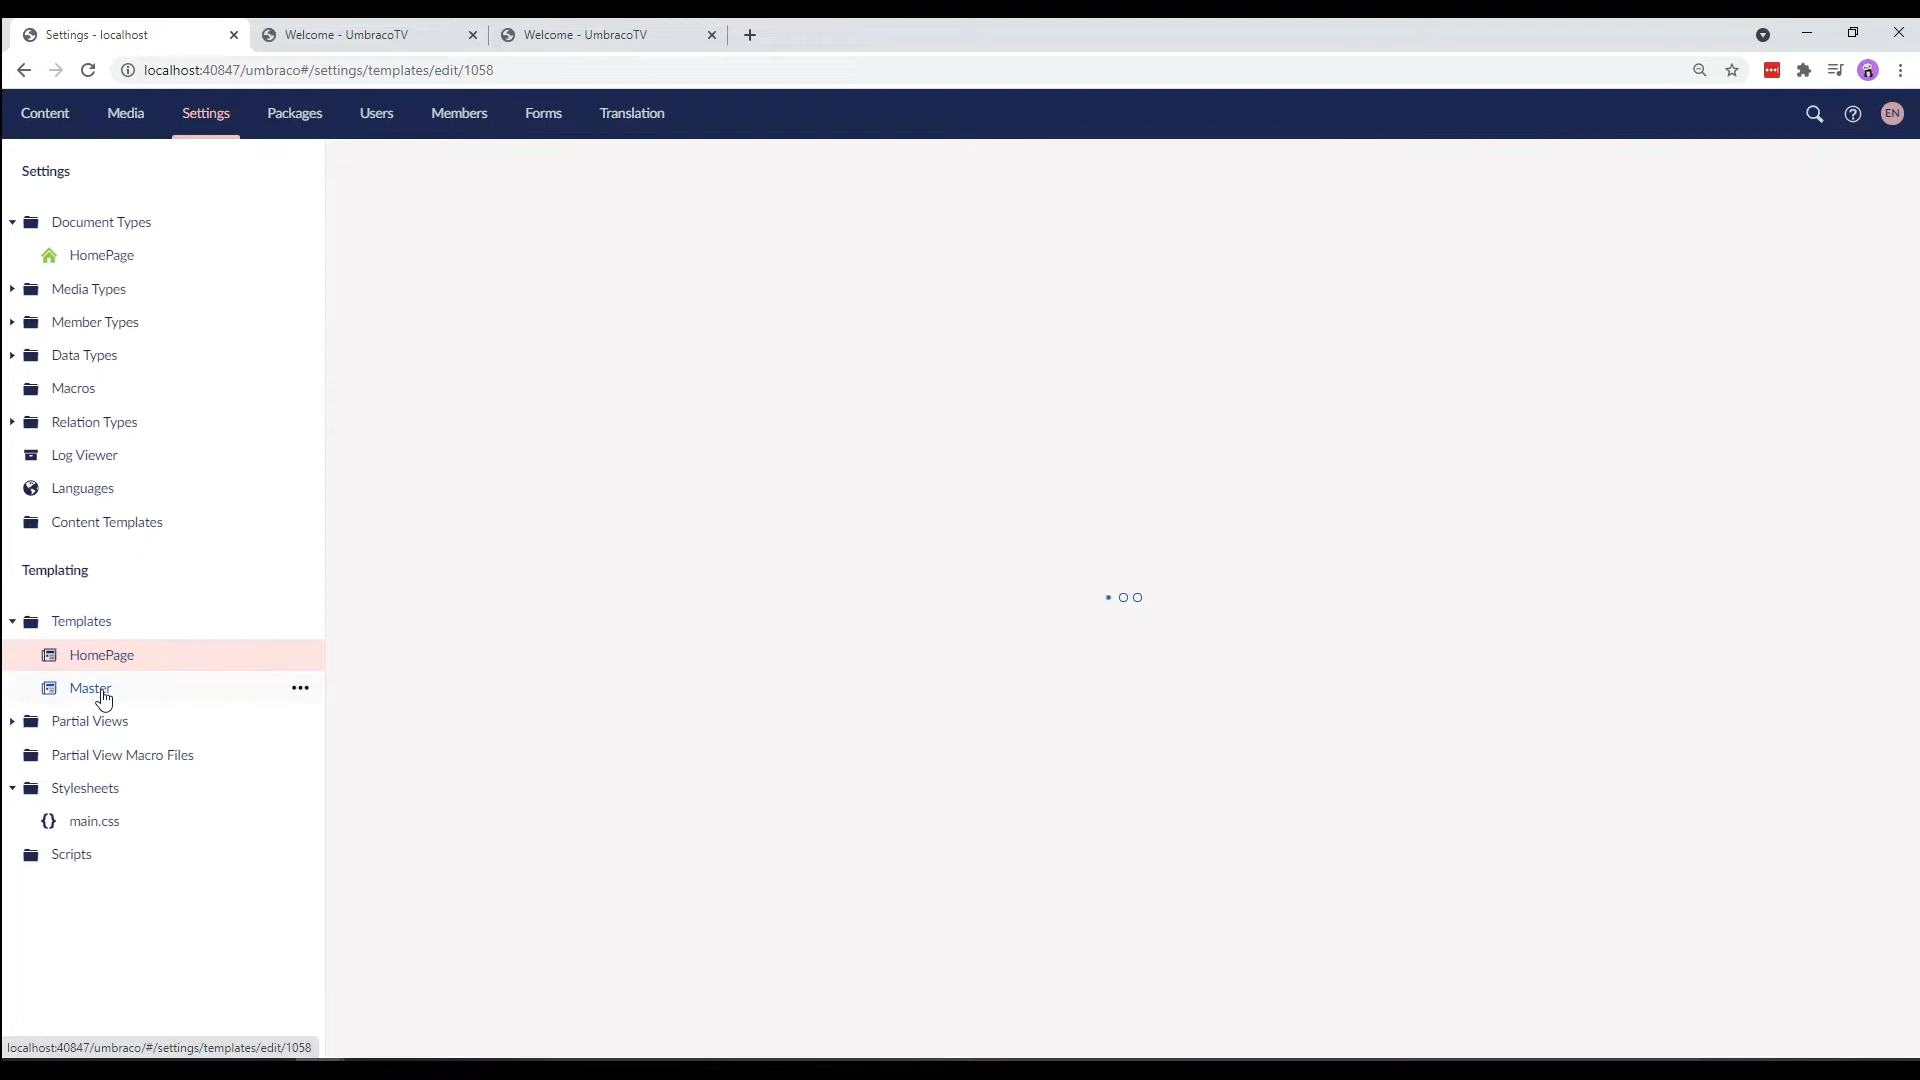 Settings - localhost
Welcome - UmbracoTV
Welcome - UmbracoTV
localhost:40847/umbraco#/settings/templates/edit/1058
Content Media Settings Packages Users Members Forms Translation
EN
Settings
Document Types
HomePage
Media Types
Member Types
Data Types
Macros
Relation Types
Log Viewer
Languages
Content Templates
Templating
Templates
HomePage
Master
Partial Views
Partial View Macro Files
Stylesheets
main.css
Scripts
localhost:40847/umbraco/#/settings/templates/edit/1058